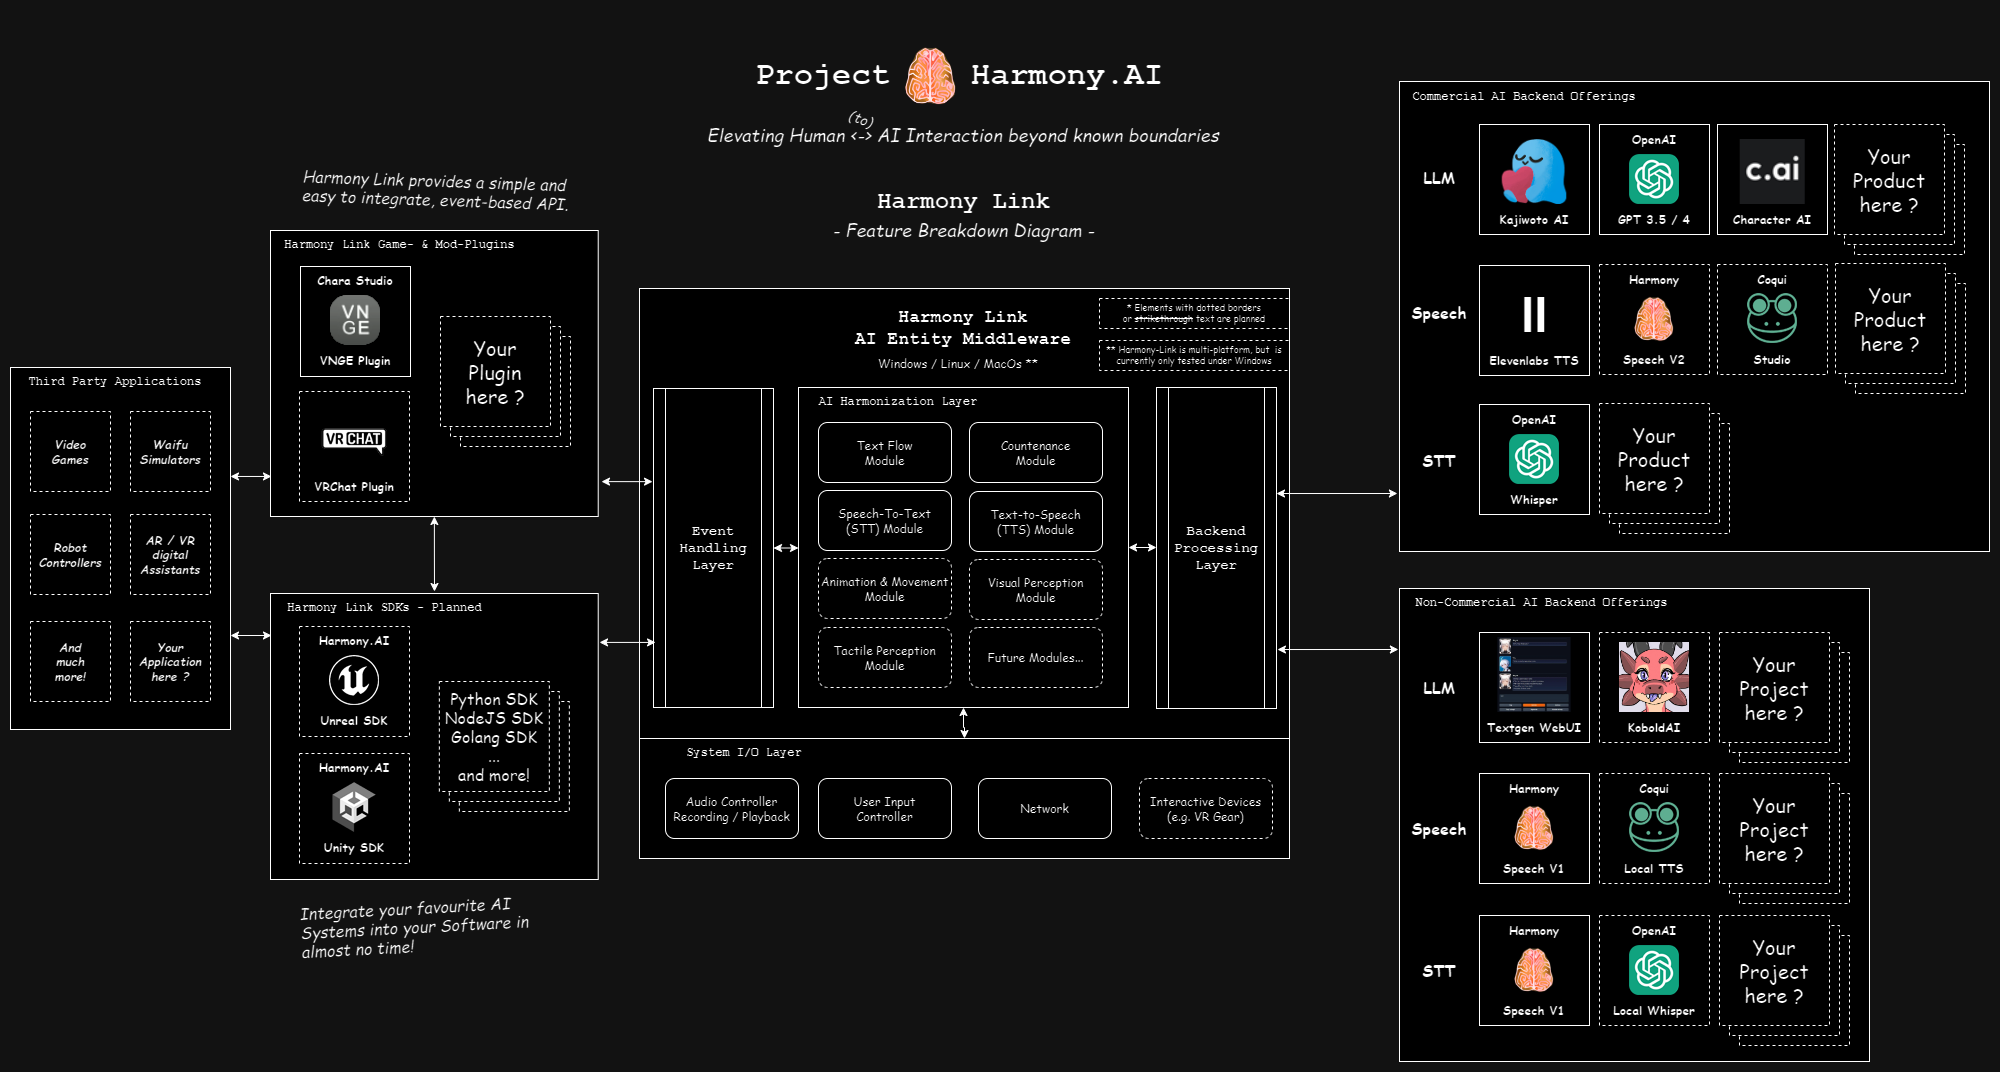 Project Harmony.AI
(to)
Elevating Human <-> AI Interaction beyond known boundaries
Harmony Link
- Feature Breakdown Diagram -
Harmony Link provides a simple and
easy to integrate, event-based API.
Third Party Applications
Video
Games
Waifu
Simulators
Robot
Controllers
AR / VR
digital
Assistants
And
much
more!
Your
Application
here ?
Harmony Link Game- & Mod-Plugins
Chara Studio
VN
GE
VNGE Plugin
Your
Plugin
here ?
VRCHAT
VRChat Plugin
Harmony Link SDKs - Planned
Harmony.AI
Unreal SDK
Python SDK
NodeJS SDK
Golang SDK
...
and more!
Harmony.AI
Unity SDK
Integrate your favourite AI
Systems into your Software in
almost no time!
Harmony Link
AI Entity Middleware
Windows / Linux / MacOs **
* Elements with dotted borders
or strikethrough text are planned
** Harmony-Link is multi-platform, but is
currently only tested under Windows
Event
Handling
Layer
AI Harmonization Layer
Text Flow
Module
Countenance
Module
Speech-To-Text
(STT) Module
Text-to-Speech
(TTS) Module
Animation & Movement
Module
Visual Perception
Module
Tactile Perception
Module
Future Modules...
Backend
Processing
Layer
System I/O Layer
Audio Controller
Recording / Playback
User Input
Controller
Network
Interactive Devices
(e.g. VR Gear)
Commercial AI Backend Offerings
LLM
Kajiwoto AI
OpenAI
GPT 3.5 / 4
c.ai
Character AI
Your
Product
here ?
Speech
Elevenlabs TTS
Harmony
Speech V2
Coqui
Studio
Your
Product
here ?
STT
OpenAI
Whisper
Your
Product
here ?
Non-Commercial AI Backend Offerings
LLM
Textgen WebUI
KoboldAI
Your
Project
here ?
Speech
Harmony
Speech V1
Coqui
Local TTS
Your
Project
here ?
STT
Harmony
Speech V1
OpenAI
Local Whisper
Your
Project
here ?